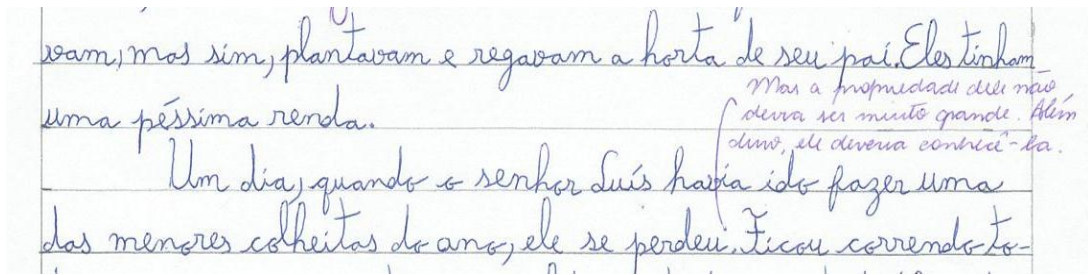 vam, mas sim, plantavam e regavam a horta de seu pai. Eles tinham
uma péssima renda.
Mas a propriedade dele não
devia ser muito grande. Além
disso, ele deveria conhecê-la.
Um dia, quando o senhor Luís havia ido fazer uma
das menores colheitas do ano, ele se perdeu. Ficou correndo to-